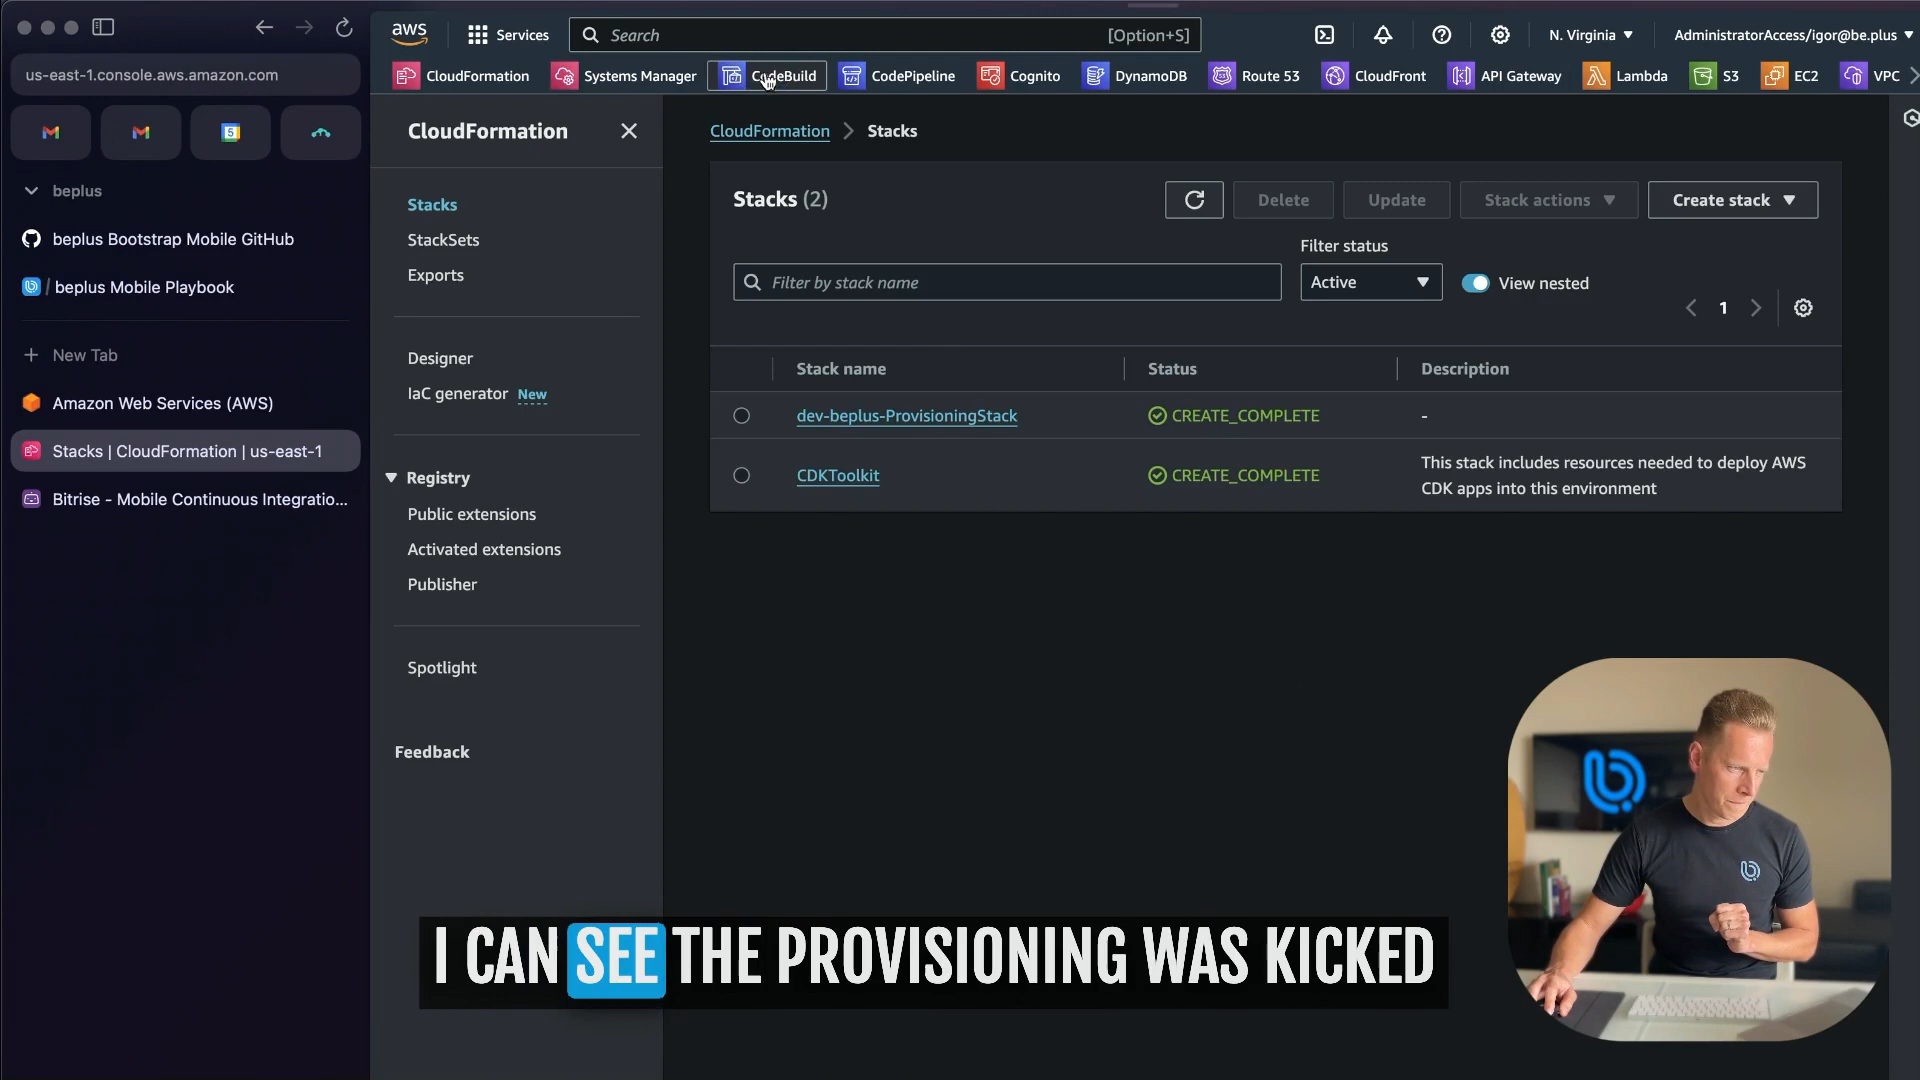 us-east-1.console.aws.amazon.com
5
beplus
beplus Bootstrap Mobile GitHub
/ beplus Mobile Playbook
New Tab
Amazon Web Services (AWS)
Stacks | CloudFormation | us-east-1
Bitrise - Mobile Continuous Integratio...
aws
Services
Search
[Option+S]
N. Virginia
AdministratorAccess/igor@be.plus
CloudFormation
Systems Manager
CodeBuild
CodePipeline
Cognito
DynamoDB
Route 53
CloudFront
API Gateway
Lambda
S3
EC2
VPC
CloudFormation
Stacks
StackSets
Exports
Designer
IaC generator New
Registry
Public extensions
Activated extensions
Publisher
Spotlight
Feedback
CloudFormation > Stacks
Stacks (2)
Delete
Update
Stack actions
Create stack
Filter status
Filter by stack name
Active
View nested
1
Stack name
Status
Description
dev-beplus-ProvisioningStack
CREATE_COMPLETE
-
CDKToolkit
CREATE_COMPLETE
This stack includes resources needed to deploy AWS
CDK apps into this environment
I CAN SEE THE PROVISIONING WAS KICKED